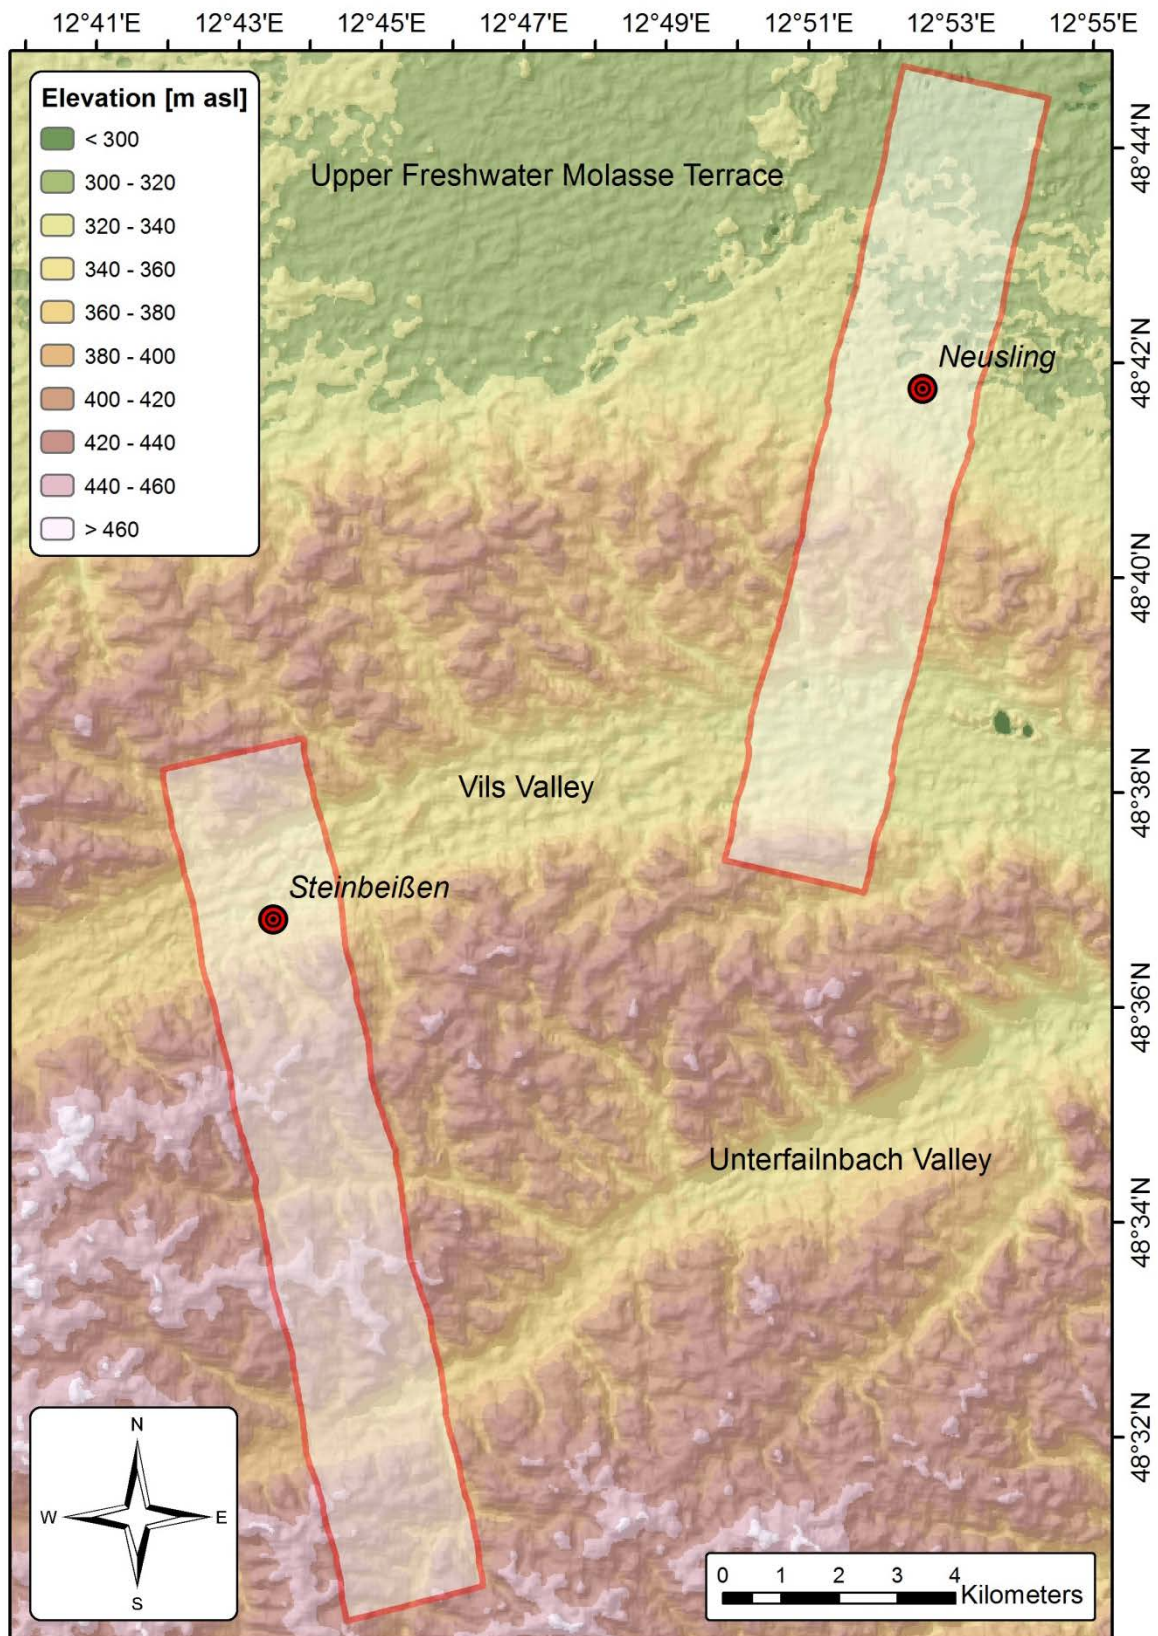 12°41'E 12°43'E 12°45'E 12°47'E 12°49'E 12°51'E 12°53'E 12°55'E
Elevation [m asl]
< 300
300 - 320
320 - 340
340 - 360
360 - 380
380 - 400
400 - 420
420 - 440
440 - 460
> 460
Upper Freshwater Molasse Terrace
48°44'N
48°42'N
Neusling
48°40'N
Vils Valley
48°38'N
Steinbeißen
48°36'N
Unterfailnbach Valley
48°34'N
48°32'N
N
W E
S
0 1 2 3 4
Kilometers